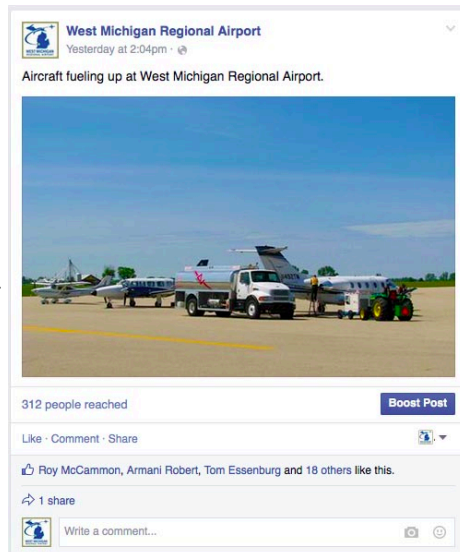 West Michigan Regional Airport
Yesterday at 2:04pm ·
Aircraft fueling up at West Michigan Regional Airport.
312 people reached
Boost Post
Like · Comment · Share
Roy McCammon, Armani Robert, Tom Essenburg and 18 others like this.
1 share
Write a comment...